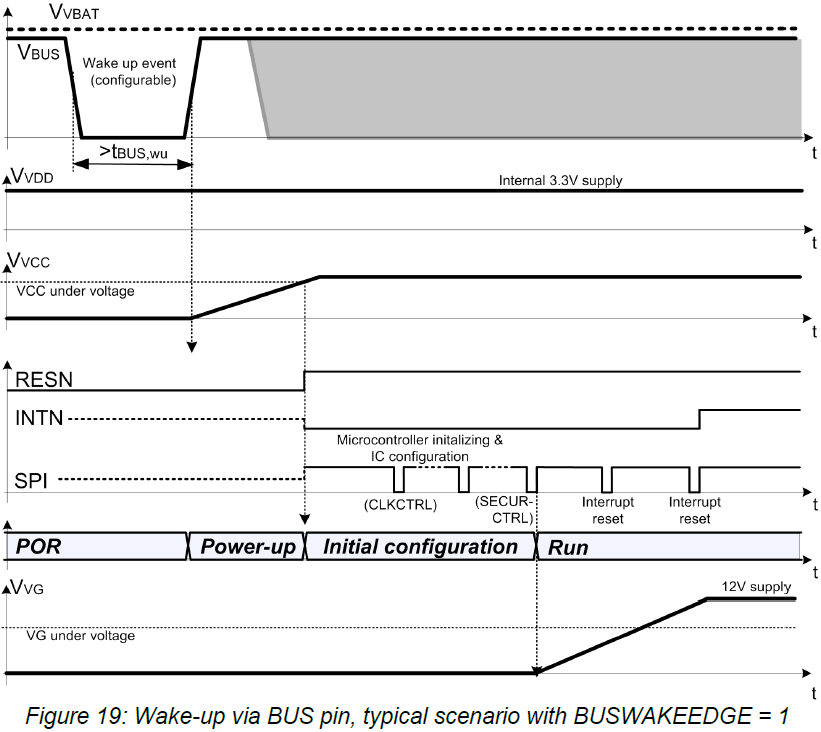 VVBAT
VBUS
Wake up event
(configurable)
>tBUS,wu
t
VVDD
Internal 3.3V supply
t
VVCC
VCC under voltage
t
RESN
INTN
Microcontroller initalizing &
IC configuration
SPI
(CLKCTRL)
(SECUR-
CTRL)
Interrupt
reset
Interrupt
reset
t
POR
Power-up
Initial configuration
Run
t
VVG
12V supply
VG under voltage
t
Figure 19: Wake-up via BUS pin, typical scenario with BUSWAKEEDGE = 1